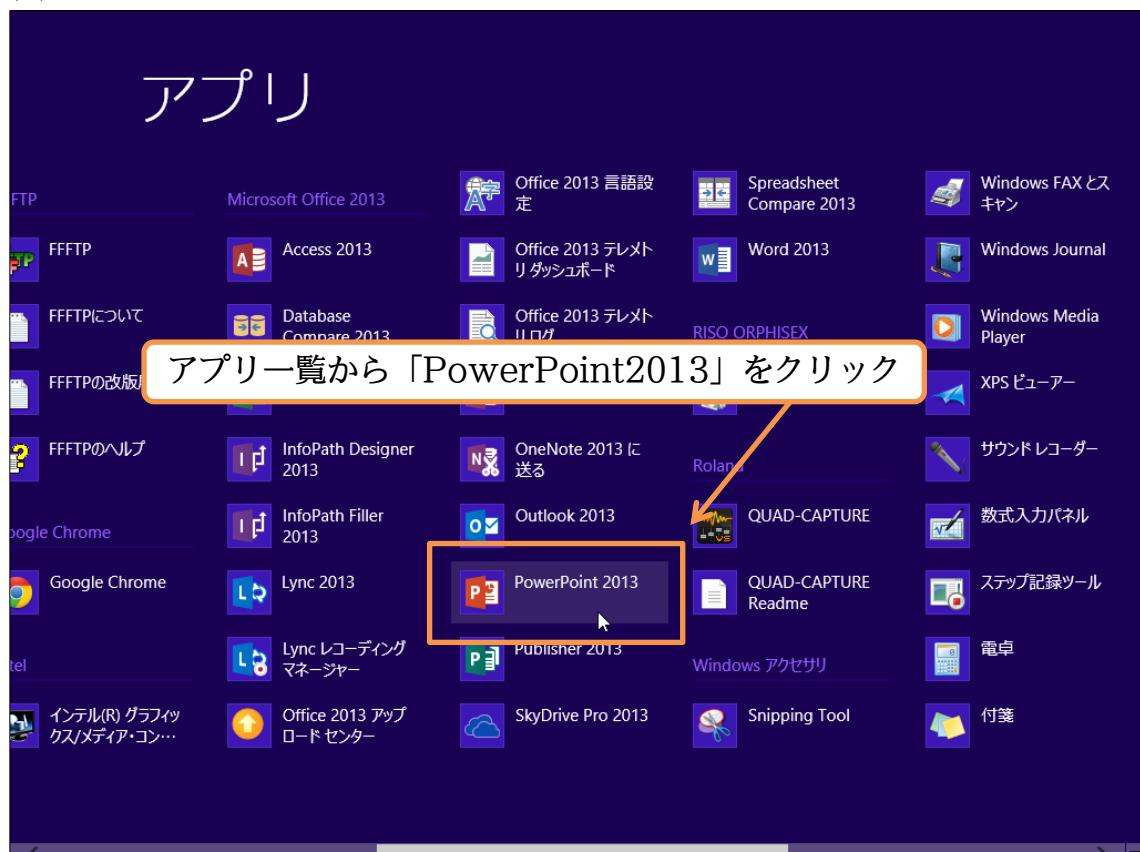 アプリ
FTP
FFFTP
FFFTPについて
FFFTPの改版
FFFTPのヘルプ
oogle Chrome
Google Chrome
tel
インテル(R) グラフィッ
クス/メディア・コン…
Microsoft Office 2013
Access 2013
Database
Compare 2013
InfoPath Designer
2013
InfoPath Filler
2013
Lync 2013
Lync レコーディング
マネージャー
Office 2013 アップ
ロード センター
Office 2013 言語設
定
Office 2013 テレメト
リ ダッシュボード
Office 2013 テレメト
リ ログ
OneNote 2013 に
送る
Outlook 2013
PowerPoint 2013
Publisher 2013
SkyDrive Pro 2013
Spreadsheet
Compare 2013
Word 2013
RISO ORPHISEX
Roland
QUAD-CAPTURE
QUAD-CAPTURE
Readme
Windows アクセサリ
Snipping Tool
Windows FAX とス
キャン
Windows Journal
Windows Media
Player
XPS ビューアー
サウンド レコーダー
数式入力パネル
ステップ記録ツール
電卓
付箋
アプリ一覧から「PowerPoint2013」をクリック